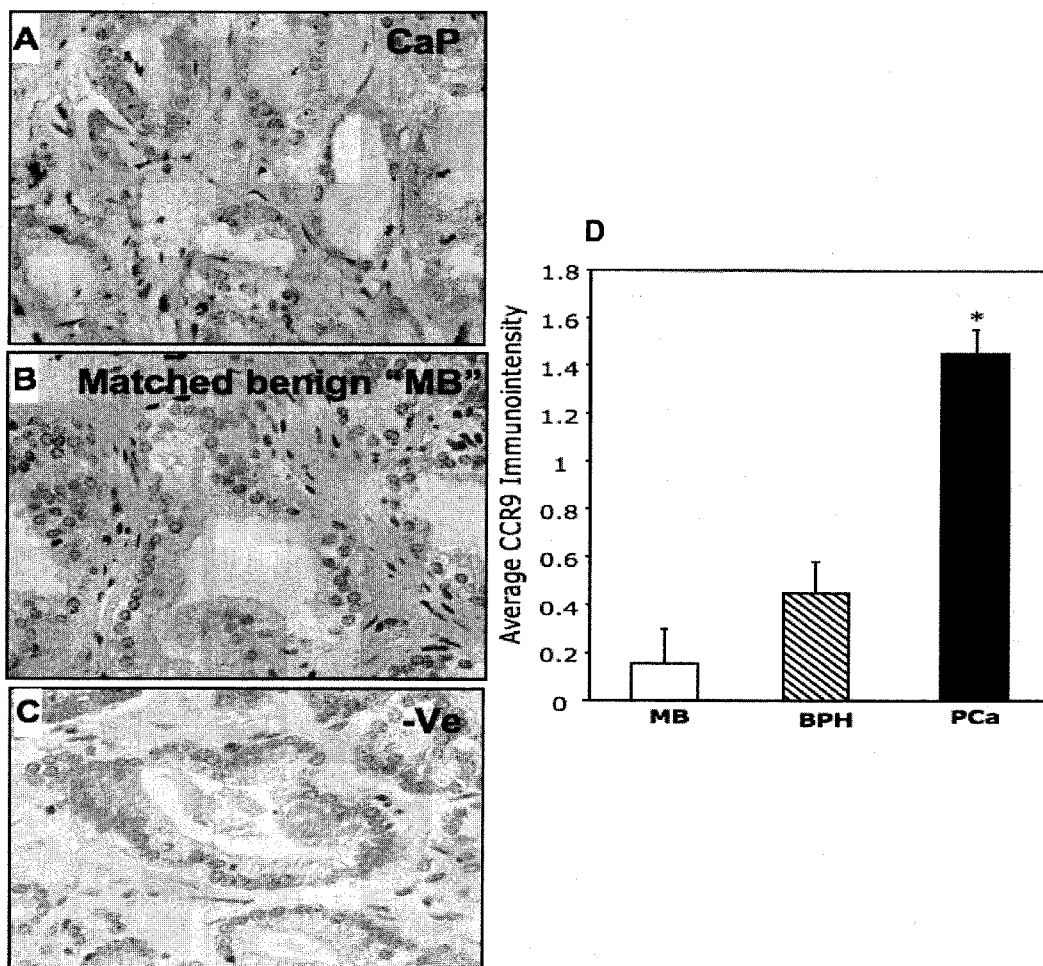 A
CaP
B
Matched benign "MB"
C
-Ve
D
Average CCR9 Immunointensity
1.8
1.6
1.4
1.2
1
0.8
0.6
0.4
0.2
0
*
MB
BPH
PCa